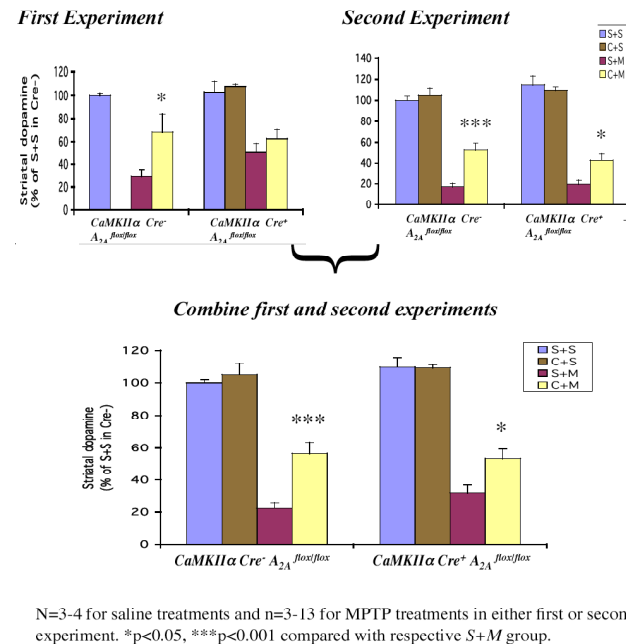 First Experiment
Second Experiment
S+S
C+S
S+M
C+M
Striatal dopamine
(% of S+S in Cre-)
120
100
80
60
40
20
0
*
CaMKIIα Cre- A2A flox/flox
CaMKIIα Cre+ A2A flox/flox
140
120
100
80
60
40
20
0
***
*
CaMKIIα Cre- A2A flox/flox
CaMKIIα Cre+ A2A flox/flox
Combine first and second experiments
S+S
C+S
S+M
C+M
Striatal dopamine
(% of S+S in Cre-)
120
100
80
60
40
20
0
***
*
CaMKIIα Cre- A2A flox/flox
CaMKIIα Cre+ A2A flox/flox
N=3-4 for saline treatments and n=3-13 for MPTP treatments in either first or secon
experiment. *p<0.05, ***p<0.001 compared with respective S+M group.